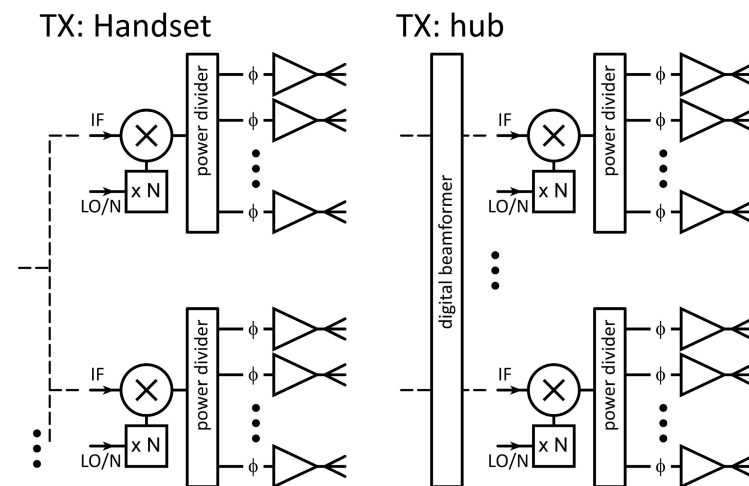 TX: Handset
IF
x N
LO/N
power divider
ϕ
ϕ
ϕ
IF
x N
LO/N
power divider
ϕ
ϕ
ϕ
TX: hub
digital beamformer
IF
x N
LO/N
power divider
ϕ
ϕ
ϕ
IF
x N
LO/N
power divider
ϕ
ϕ
ϕ